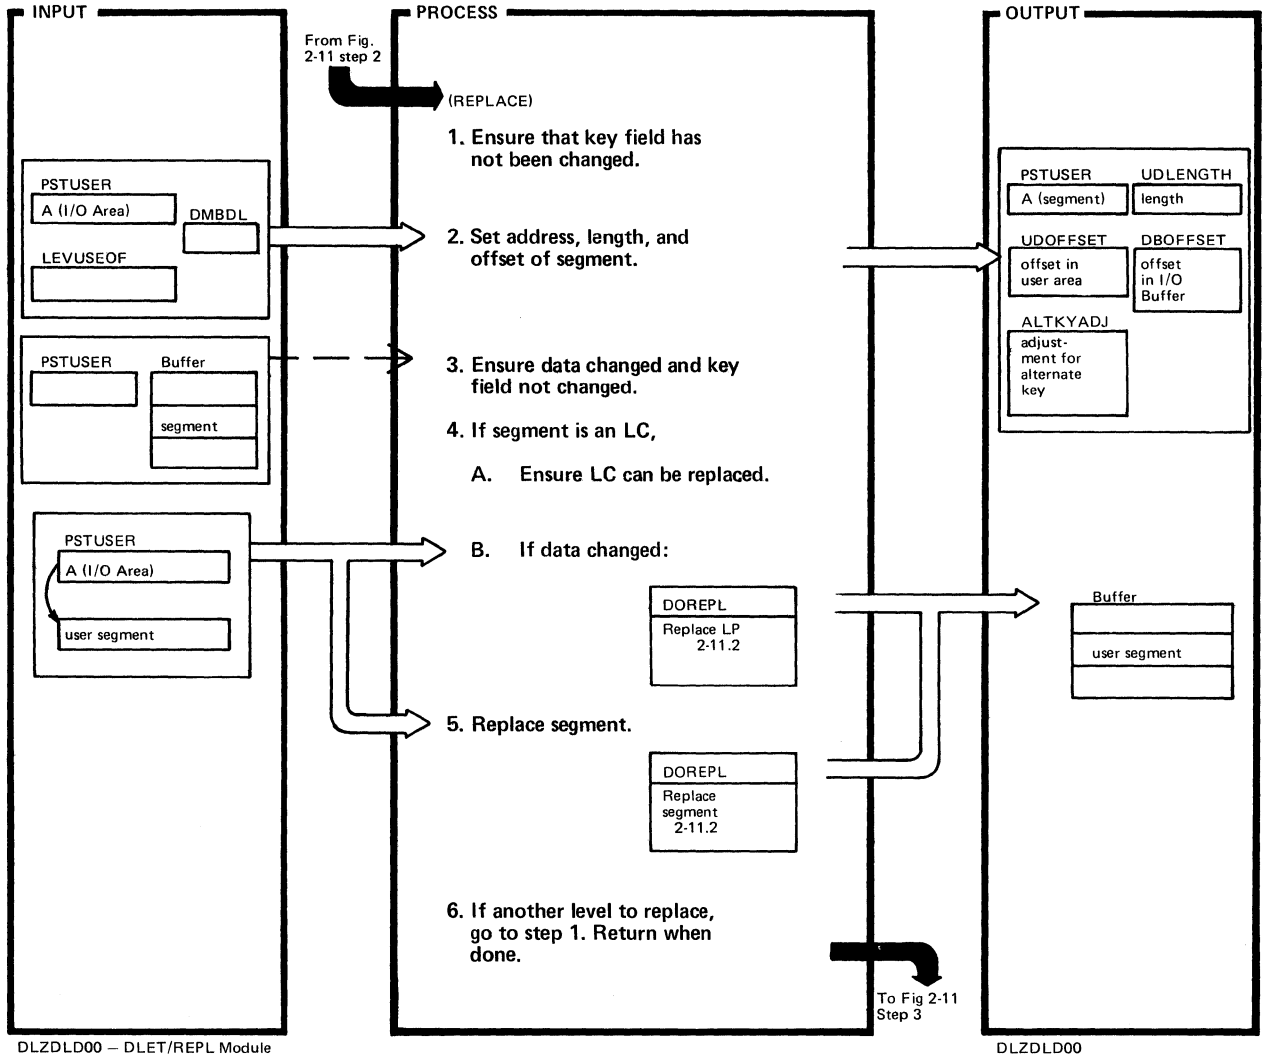 INPUT
PSTUSER
A (I/O Area)
DMBDL
LEVUSEOF
PSTUSER
Buffer
segment
PSTUSER
A (I/O Area)
user segment
From Fig.
2-11 step 2
PROCESS
(REPLACE)
1. Ensure that key field has
not been changed.
2. Set address, length, and
offset of segment.
3. Ensure data changed and key
field not changed.
4. If segment is an LC,
A. Ensure LC can be replaced.
B. If data changed:
DOREPL
Replace LP
2-11.2
5. Replace segment.
DOREPL
Replace
segment
2-11.2
6. If another level to replace,
go to step 1. Return when
done.
To Fig 2-11
Step 3
OUTPUT
PSTUSER
A (segment)
UDLENGTH
length
UDOFFSET
offset in
user area
DBOFFSET
offset
in I/O
Buffer
ALTKYADJ
adjust-
ment for
alternate
key
Buffer
user segment
DLZDLD00 — DLET/REPL Module
DLZDLD00